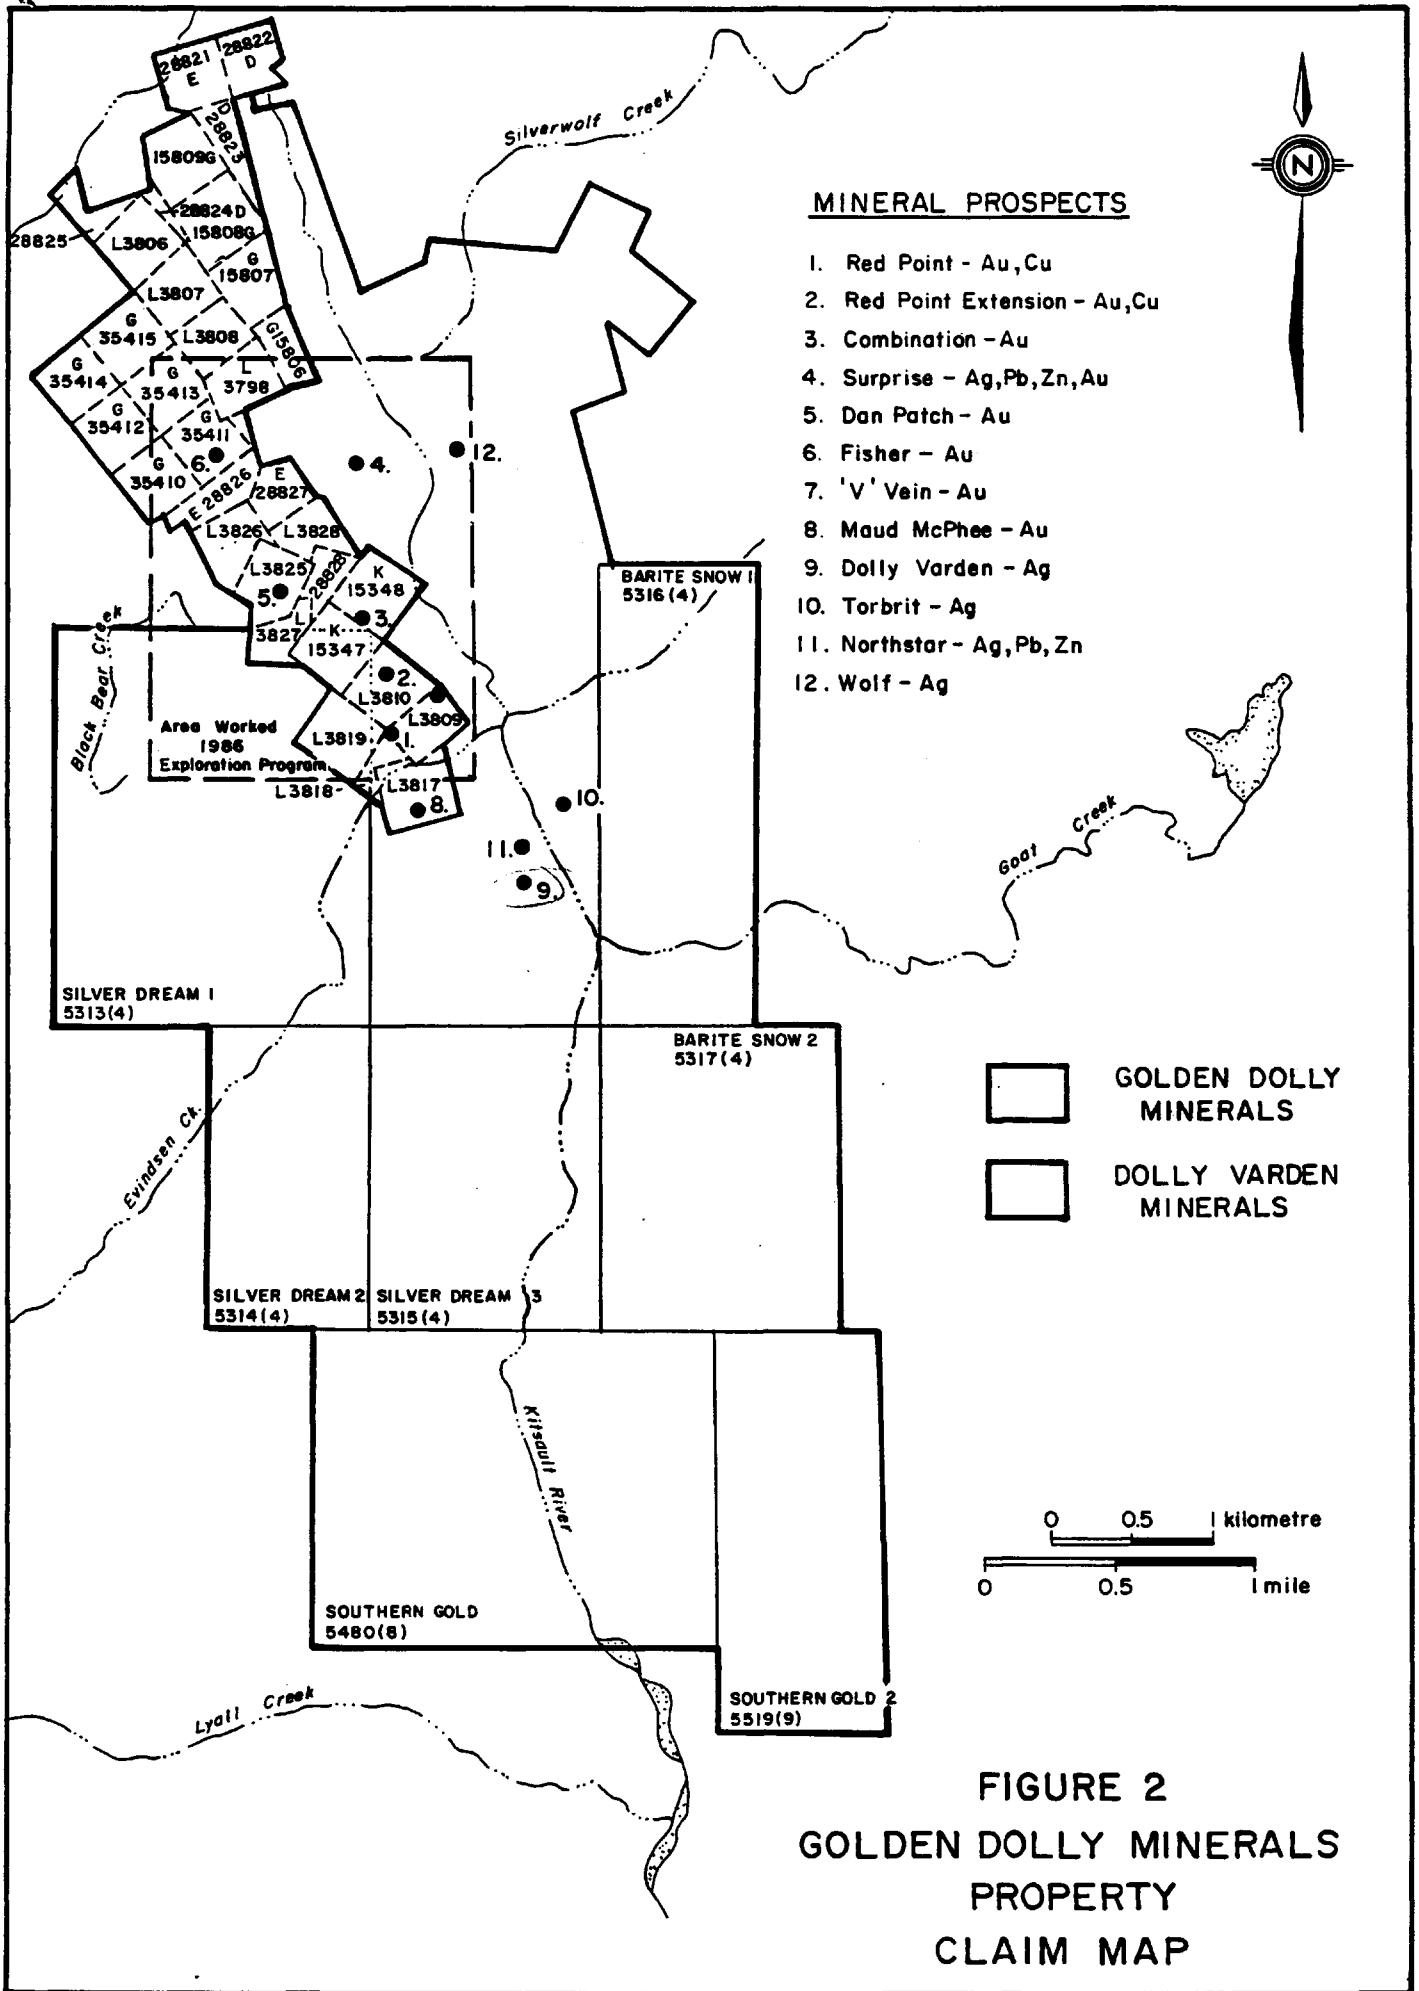 28821
E
28822
D
D
28823
15809G
28824D
15808G
28825
L3806
G
15807
L3807
G
35415
L3808
G15806
G
35414
G
35413
L
3798
G
35412
G
35411
6.
G
35410
E 28826
E
28827
L3826
L3828
4.
12.
L3825
5.
28828
K
15348
3.
L
3827
K
15347
2.
L3810
L3809
L3819
1.
L3818
L3817
8.
10.
11.
9.
Silverwolf Creek
N
MINERAL PROSPECTS
1. Red Point - Au,Cu
2. Red Point Extension - Au,Cu
3. Combination - Au
4. Surprise - Ag,Pb,Zn,Au
5. Dan Patch - Au
6. Fisher - Au
7. 'V' Vein - Au
8. Maud McPhee - Au
9. Dolly Varden - Ag
10. Torbrit - Ag
11. Northstar - Ag,Pb,Zn
12. Wolf - Ag
BARITE SNOW 1
5316(4)
Black Bear Creek
Area Worked
1986
Exploration Program
Goat Creek
SILVER DREAM 1
5313(4)
BARITE SNOW 2
5317(4)
GOLDEN DOLLY
MINERALS
DOLLY VARDEN
MINERALS
Evindsen Ck.
SILVER DREAM 2
5314(4)
SILVER DREAM 3
5315(4)
Kitsault River
0 0.5 1 kilometre
0 0.5 1 mile
SOUTHERN GOLD
5480(8)
SOUTHERN GOLD 2
5519(9)
Lyall Creek
FIGURE 2
GOLDEN DOLLY MINERALS
PROPERTY
CLAIM MAP